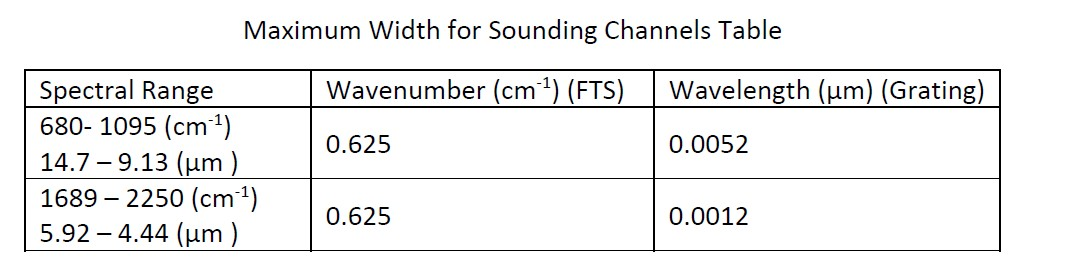 Maximum Width for Sounding Channels Table
Spectral Range Wavenumber (cm⁻¹) (FTS) Wavelength (µm) (Grating)
680- 1095 (cm⁻¹)
14.7 – 9.13 (µm )
0.625 0.0052
1689 – 2250 (cm⁻¹)
5.92 – 4.44 (µm )
0.625 0.0012